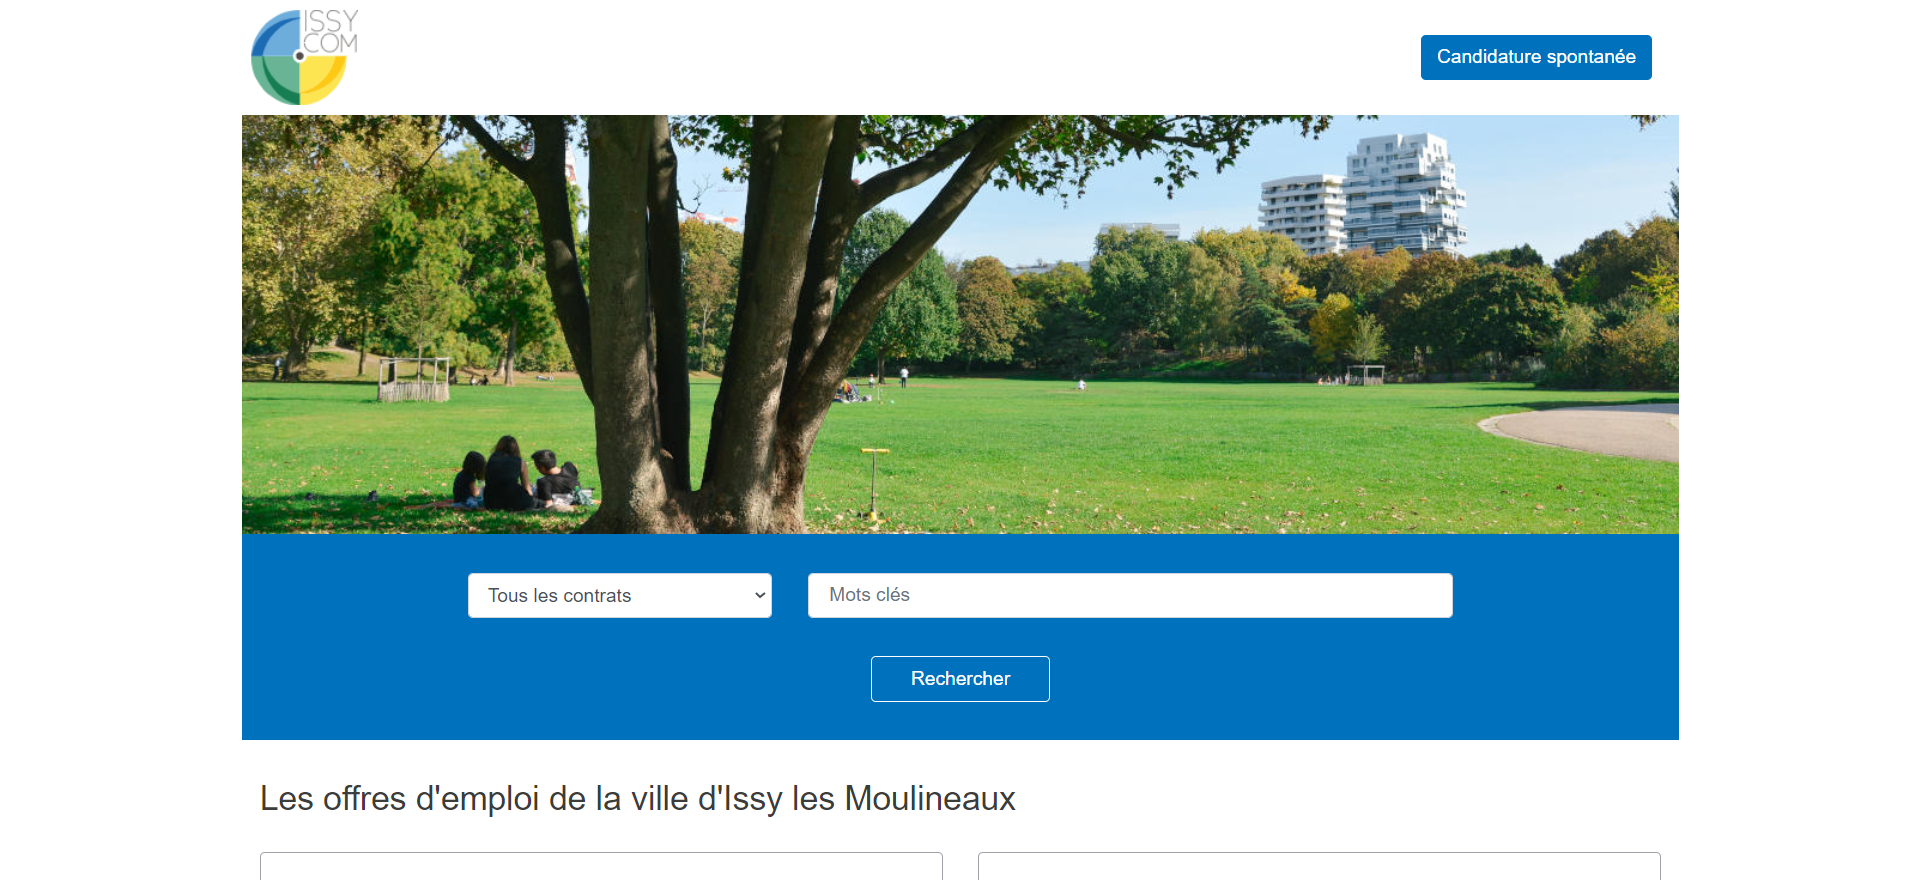 ISSY
COM
Candidature spontanée
Tous les contrats
Mots clés
Rechercher
Les offres d'emploi de la ville d'Issy les Moulineaux